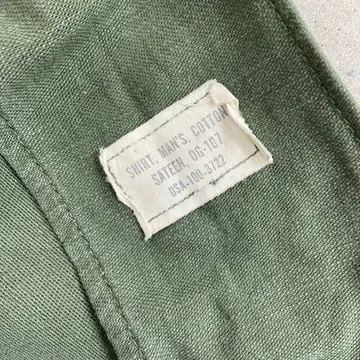 SHIRT, MAN'S, COTTON
SATEEN, OG-107
DSA-100-3722